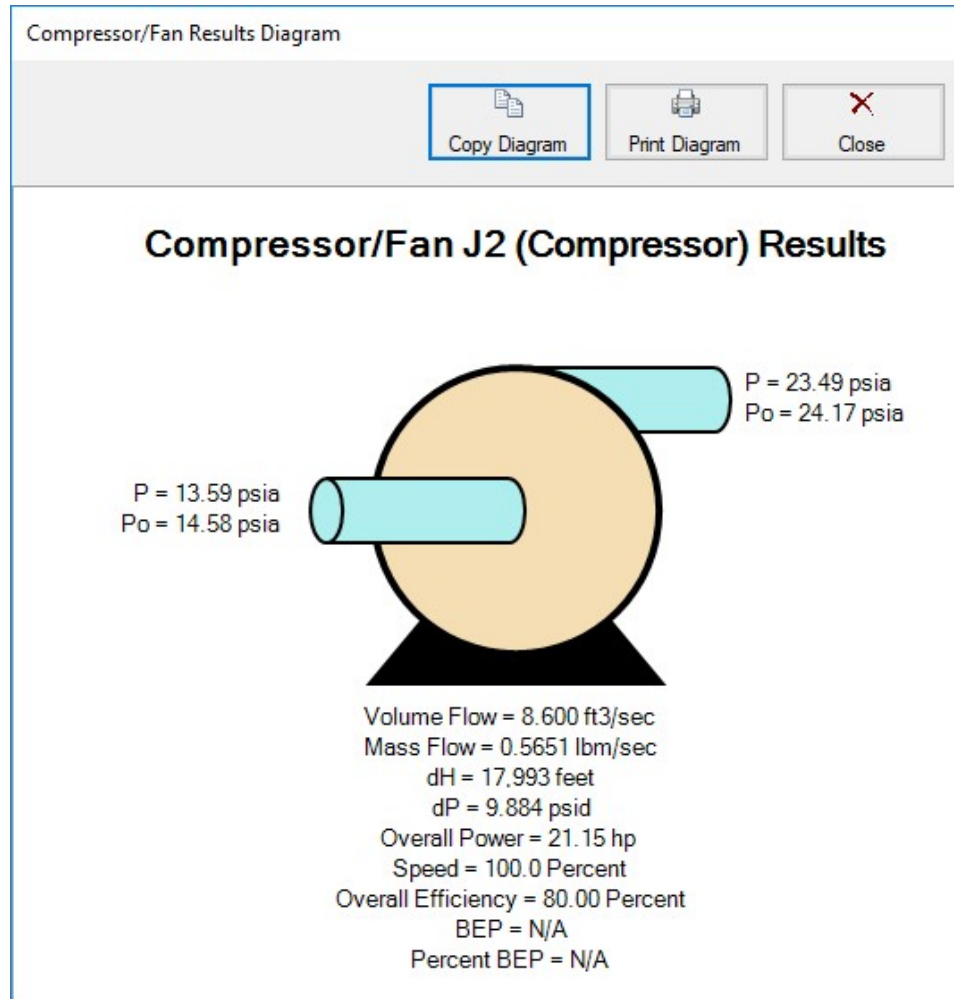 Compressor/Fan Results Diagram
Copy Diagram
Print Diagram
Close
Compressor/Fan J2 (Compressor) Results
P = 23.49 psia
Po = 24.17 psia
P = 13.59 psia
Po = 14.58 psia
Volume Flow = 8.600 ft3/sec
Mass Flow = 0.5651 lbm/sec
dH = 17,993 feet
dP = 9.884 psid
Overall Power = 21.15 hp
Speed = 100.0 Percent
Overall Efficiency = 80.00 Percent
BEP = N/A
Percent BEP = N/A